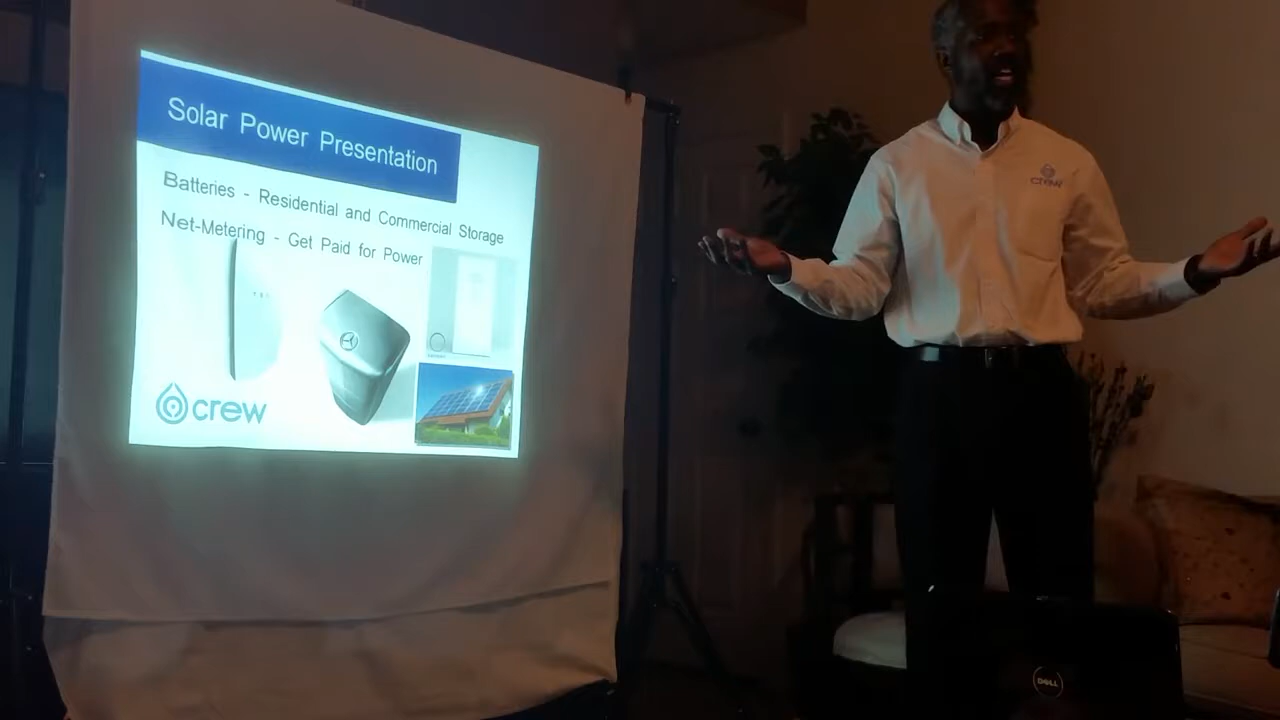 Solar Power Presentation
Batteries - Residential and Commercial Storage
Net-Metering - Get Paid for Power
crew
crew
DELL